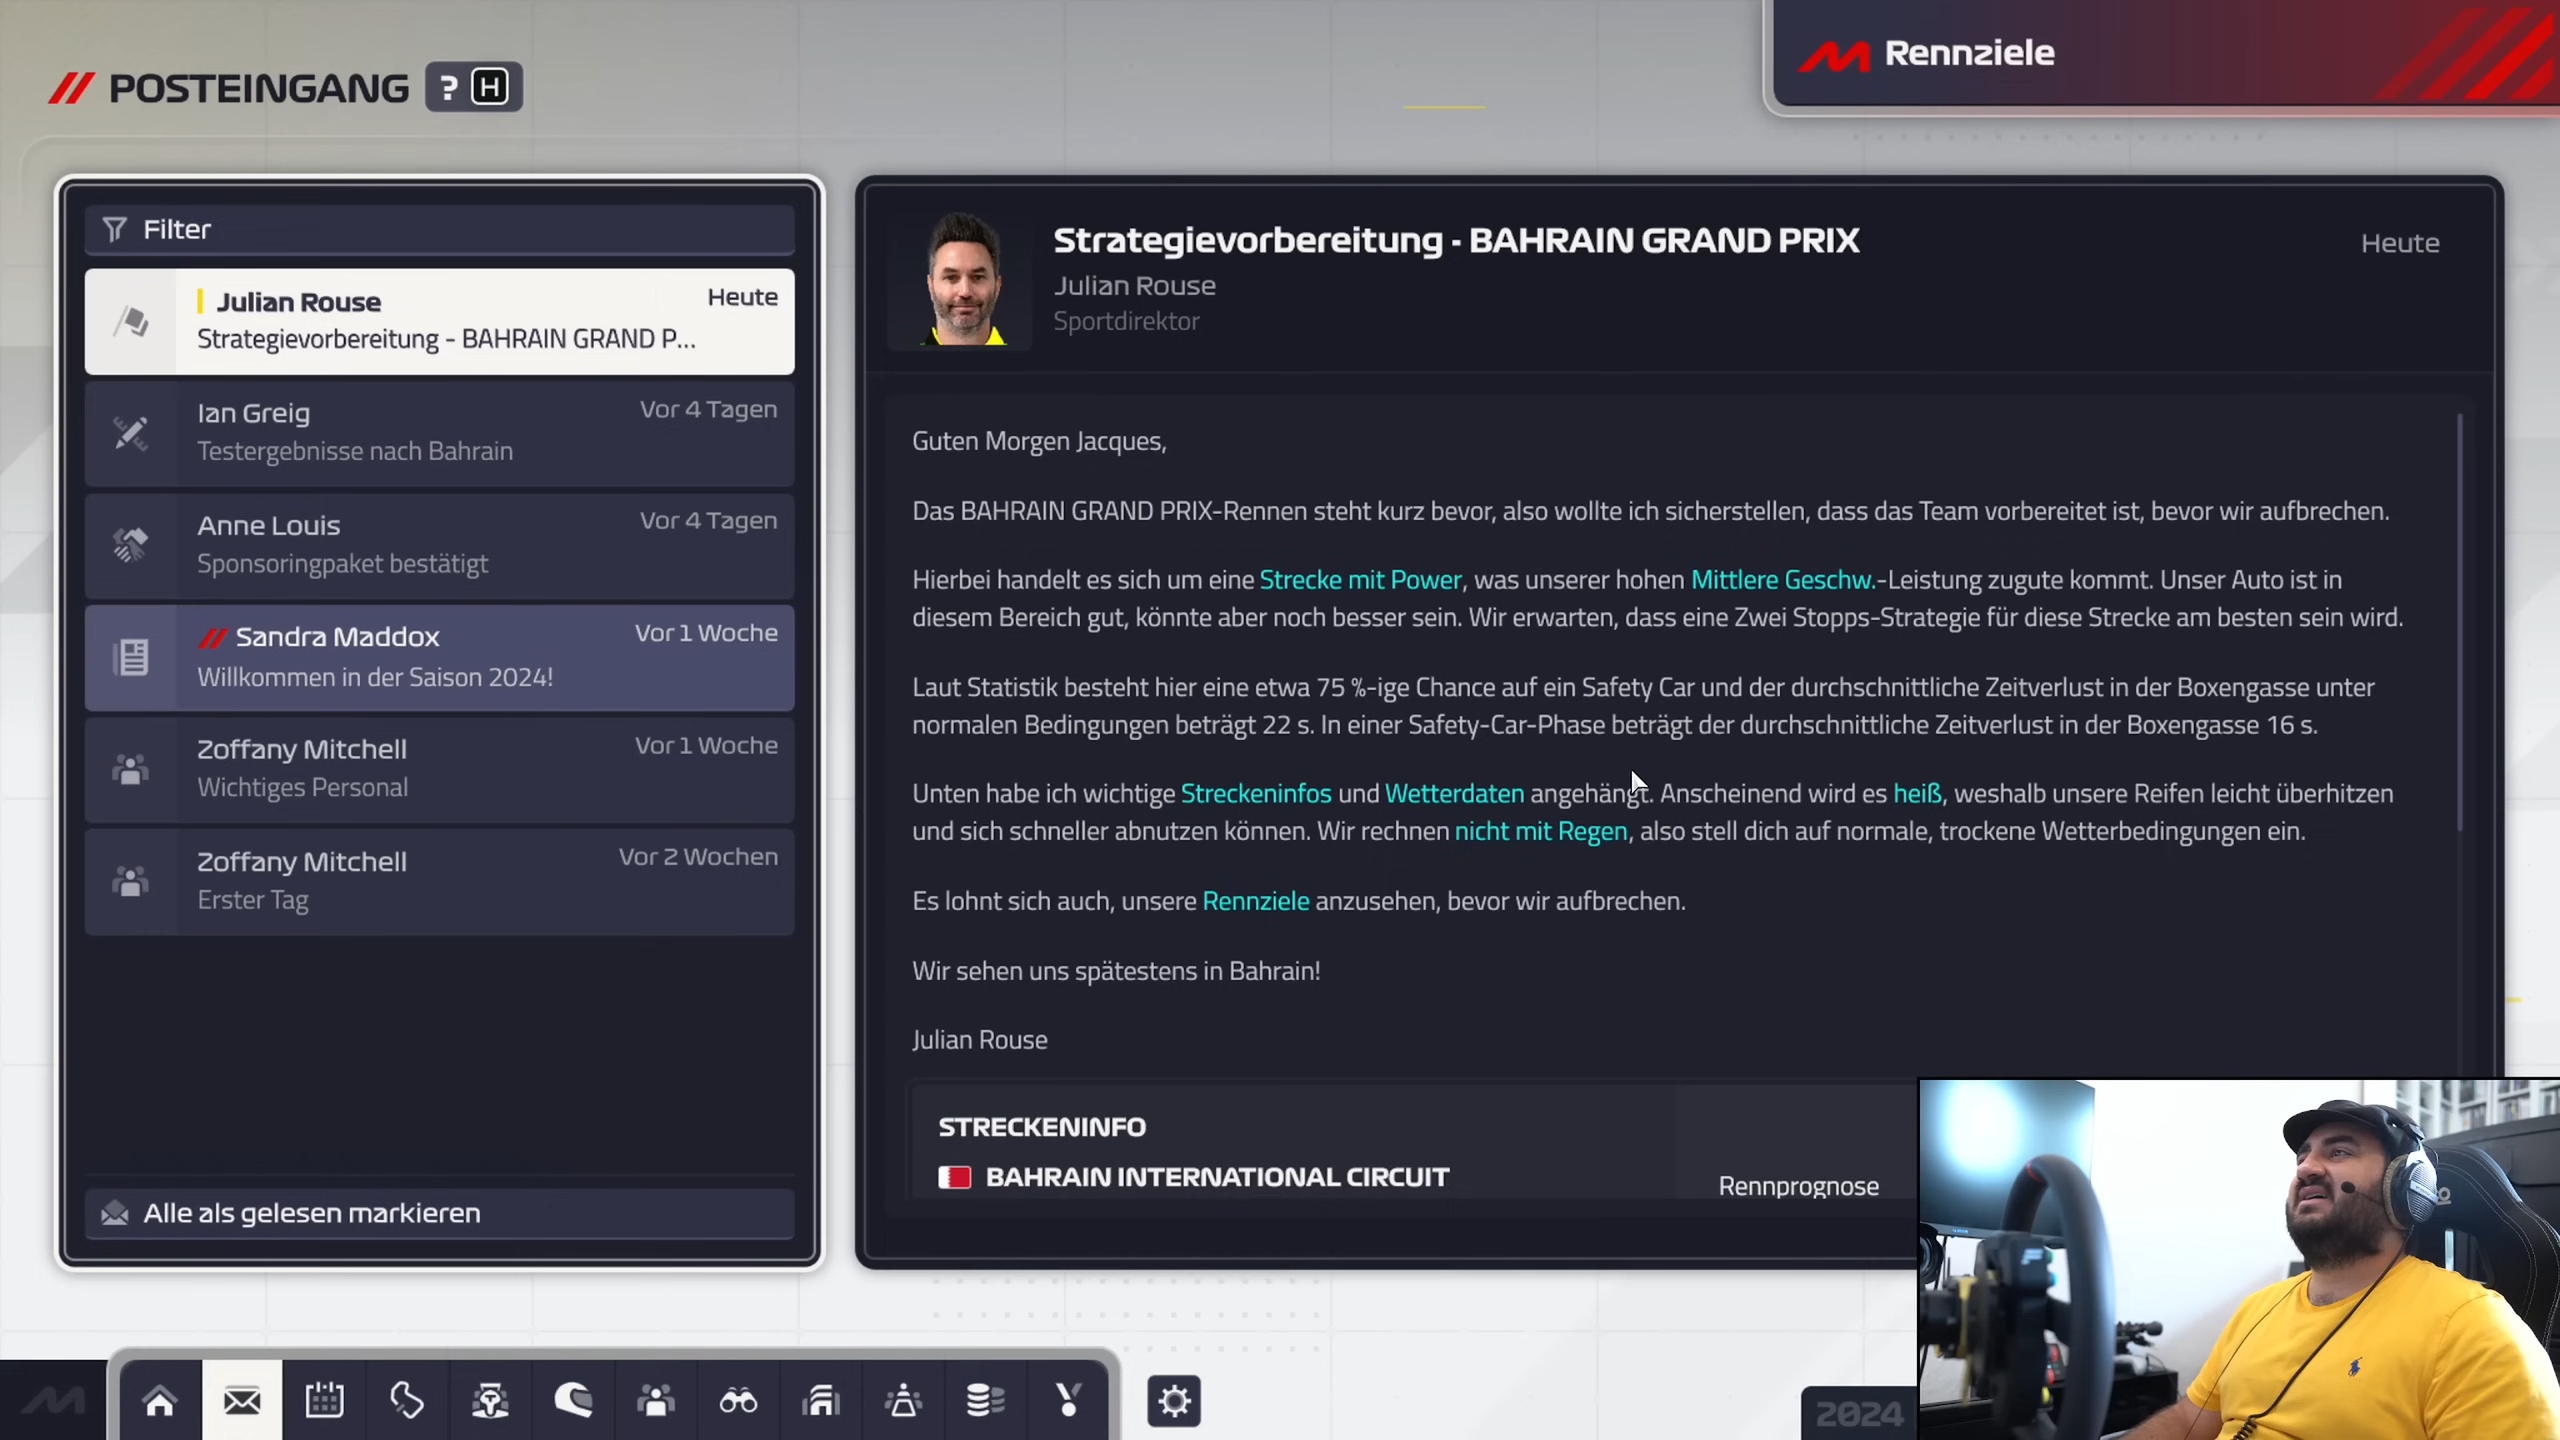 POSTEINGANG ? H
Rennziele
Filter
Julian Rouse
Heute
Strategievorbereitung - BAHRAIN GRAND P...
Ian Greig
Vor 4 Tagen
Testergebnisse nach Bahrain
Anne Louis
Vor 4 Tagen
Sponsoringpaket bestätigt
Sandra Maddox
Vor 1 Woche
Willkommen in der Saison 2024!
Zoffany Mitchell
Vor 1 Woche
Wichtiges Personal
Zoffany Mitchell
Vor 2 Wochen
Erster Tag
Alle als gelesen markieren
Strategievorbereitung - BAHRAIN GRAND PRIX
Heute
Julian Rouse
Sportdirektor
Guten Morgen Jacques,
Das BAHRAIN GRAND PRIX-Rennen steht kurz bevor, also wollte ich sicherstellen, dass das Team vorbereitet ist, bevor wir aufbrechen.
Hierbei handelt es sich um eine Strecke mit Power, was unserer hohen Mittlere Geschw.-Leistung zugute kommt. Unser Auto ist in
diesem Bereich gut, könnte aber noch besser sein. Wir erwarten, dass eine Zwei Stopps-Strategie für diese Strecke am besten sein wird.
Laut Statistik besteht hier eine etwa 75 %-ige Chance auf ein Safety Car und der durchschnittliche Zeitverlust in der Boxengasse unter
normalen Bedingungen beträgt 22 s. In einer Safety-Car-Phase beträgt der durchschnittliche Zeitverlust in der Boxengasse 16 s.
Unten habe ich wichtige Streckeninfos und Wetterdaten angehängt. Anscheinend wird es heiß, weshalb unsere Reifen leicht überhitzen
und sich schneller abnutzen können. Wir rechnen nicht mit Regen, also stell dich auf normale, trockene Wetterbedingungen ein.
Es lohnt sich auch, unsere Rennziele anzusehen, bevor wir aufbrechen.
Wir sehen uns spätestens in Bahrain!
Julian Rouse
STRECKENINFO
BAHRAIN INTERNATIONAL CIRCUIT
Rennprognose
2024